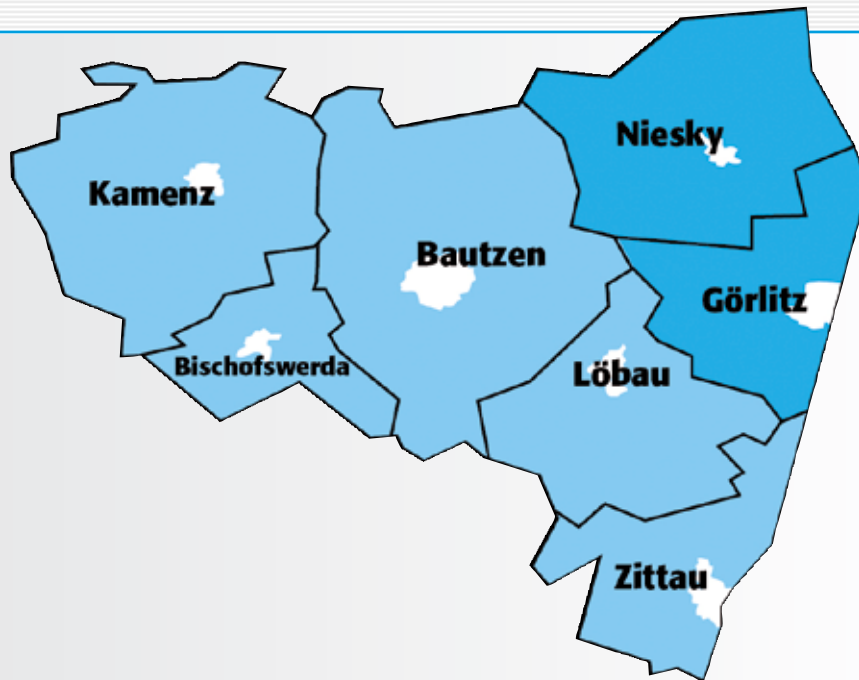 Niesky
Kamenz
Bautzen
Görlitz
Bischofswerda
Löbau
Zittau